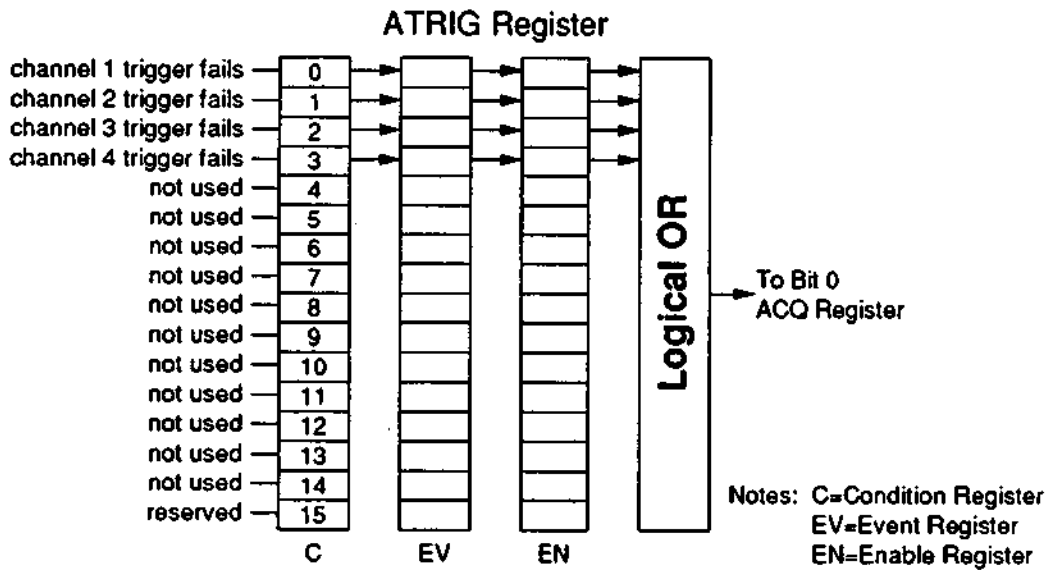 ATRIG Register
channel 1 trigger fails 0
channel 2 trigger fails 1
channel 3 trigger fails 2
channel 4 trigger fails 3
not used 4
not used 5
not used 6
not used 7
not used 8
not used 9
not used 10
not used 11
not used 12
not used 13
not used 14
reserved 15
C EV EN
Logical OR
To Bit 0
ACQ Register
Notes: C=Condition Register
EV=Event Register
EN=Enable Register